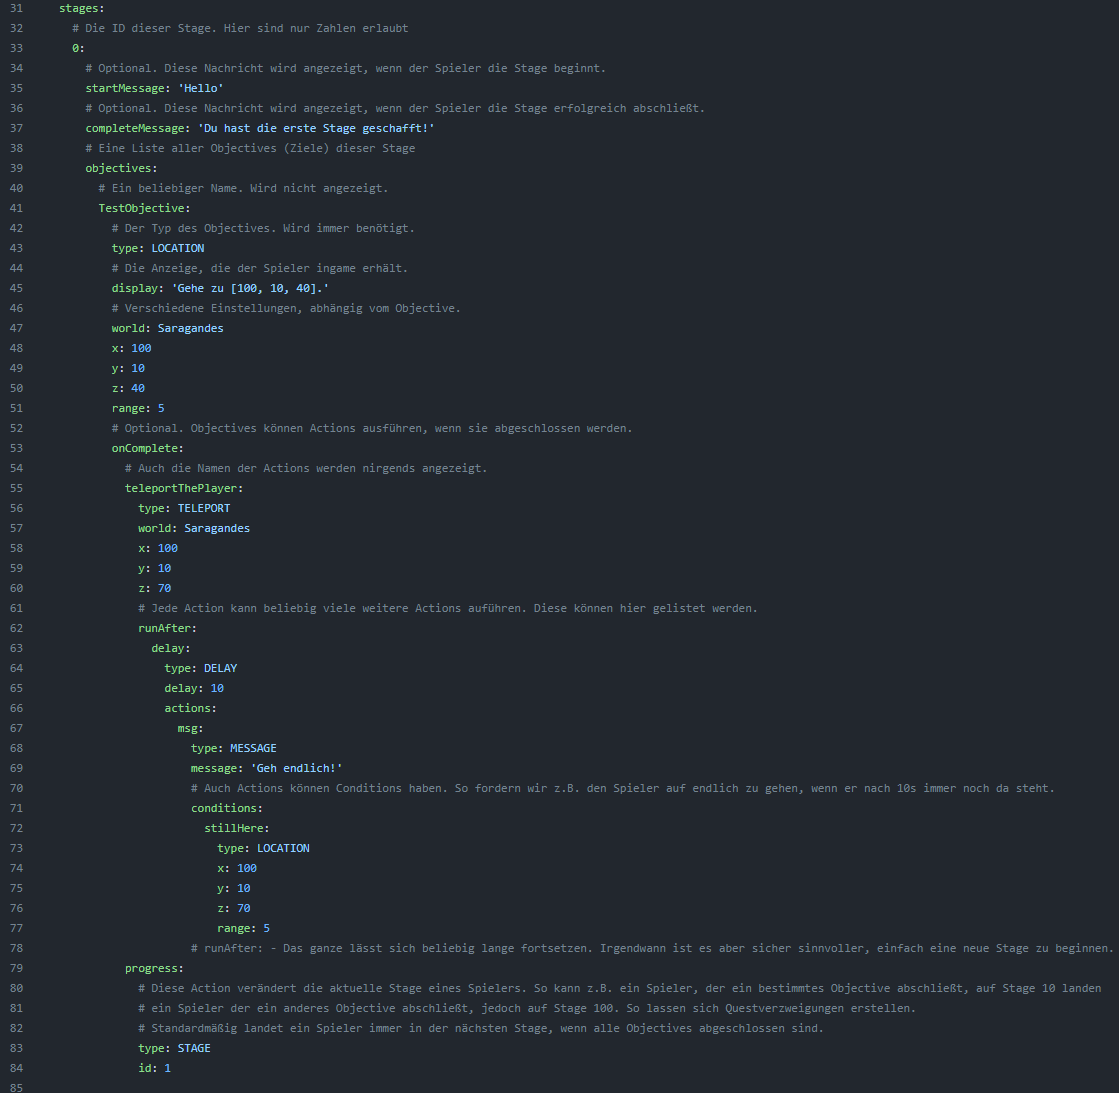 31 stages:
32 # Die ID dieser Stage. Hier sind nur Zahlen erlaubt
33 0:
34 # Optional. Diese Nachricht wird angezeigt, wenn der Spieler die Stage beginnt.
35 startMessage: 'Hello'
36 # Optional. Diese Nachricht wird angezeigt, wenn der Spieler die Stage erfolgreich abschließt.
37 completeMessage: 'Du hast die erste Stage geschafft!'
38 # Eine Liste aller Objectives (Ziele) dieser Stage
39 objectives:
40 # Ein beliebiger Name. Wird nicht angezeigt.
41 TestObjective:
42 # Der Typ des Objectives. Wird immer benötigt.
43 type: LOCATION
44 # Die Anzeige, die der Spieler ingame erhält.
45 display: 'Gehe zu [100, 10, 40].'
46 # Verschiedene Einstellungen, abhängig vom Objective.
47 world: Saragandes
48 x: 100
49 y: 10
50 z: 40
51 range: 5
52 # Optional. Objectives können Actions ausführen, wenn sie abgeschlossen werden.
53 onComplete:
54 # Auch die Namen der Actions werden nirgends angezeigt.
55 teleportThePlayer:
56 type: TELEPORT
57 world: Saragandes
58 x: 100
59 y: 10
60 z: 70
61 # Jede Action kann beliebig viele weitere Actions auführen. Diese können hier gelistet werden.
62 runAfter:
63 delay:
64 type: DELAY
65 delay: 10
66 actions:
67 msg:
68 type: MESSAGE
69 message: 'Geh endlich!'
70 # Auch Actions können Conditions haben. So fordern wir z.B. den Spieler auf endlich zu gehen, wenn er nach 10s immer noch da steht.
71 conditions:
72 stillHere:
73 type: LOCATION
74 x: 100
75 y: 10
76 z: 70
77 range: 5
78 # runAfter: - Das ganze lässt sich beliebig lange fortsetzen. Irgendwann ist es aber sicher sinnvoller, einfach eine neue Stage zu beginnen.
79 progress:
80 # Diese Action verändert die aktuelle Stage eines Spielers. So kann z.B. ein Spieler, der ein bestimmtes Objective abschließt, auf Stage 10 landen
81 # ein Spieler der ein anderes Objective abschließt, jedoch auf Stage 100. So lassen sich Questverzweigungen erstellen.
82 # Standardmäßig landet ein Spieler immer in der nächsten Stage, wenn alle Objectives abgeschlossen sind.
83 type: STAGE
84 id: 1
85